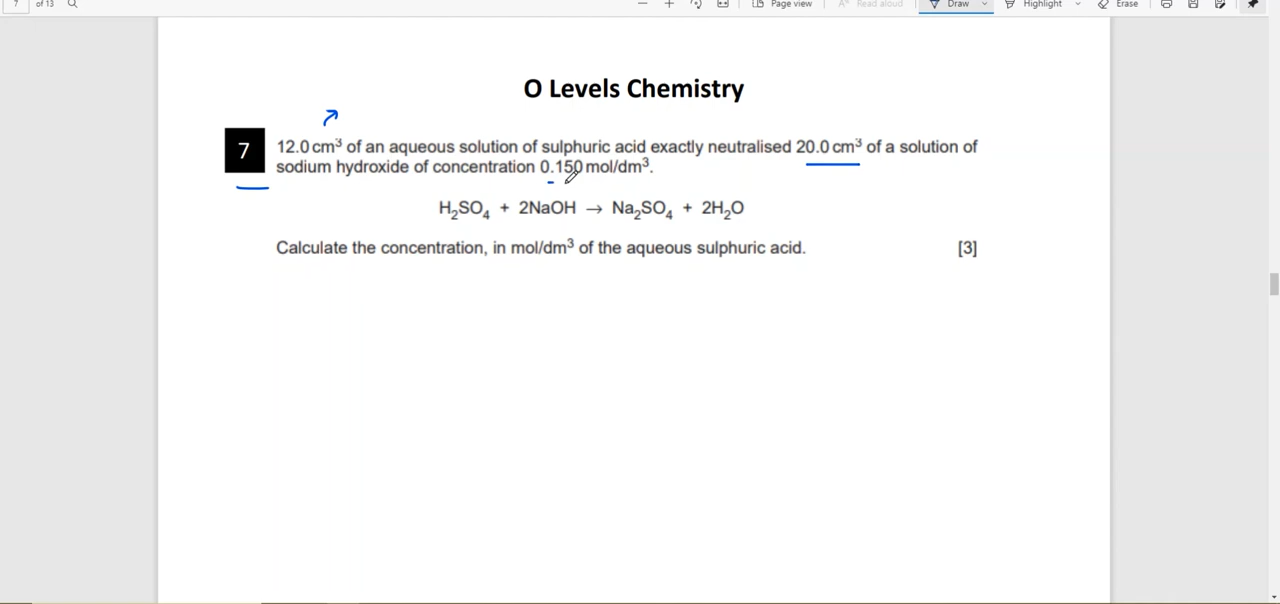 7 of 13 Page view Read aloud Draw Highlight Erase
O Levels Chemistry
7 12.0 cm³ of an aqueous solution of sulphuric acid exactly neutralised 20.0 cm³ of a solution of
sodium hydroxide of concentration 0.150 mol/dm³.
H₂SO₄ + 2NaOH → Na₂SO₄ + 2H₂O
Calculate the concentration, in mol/dm³ of the aqueous sulphuric acid. [3]